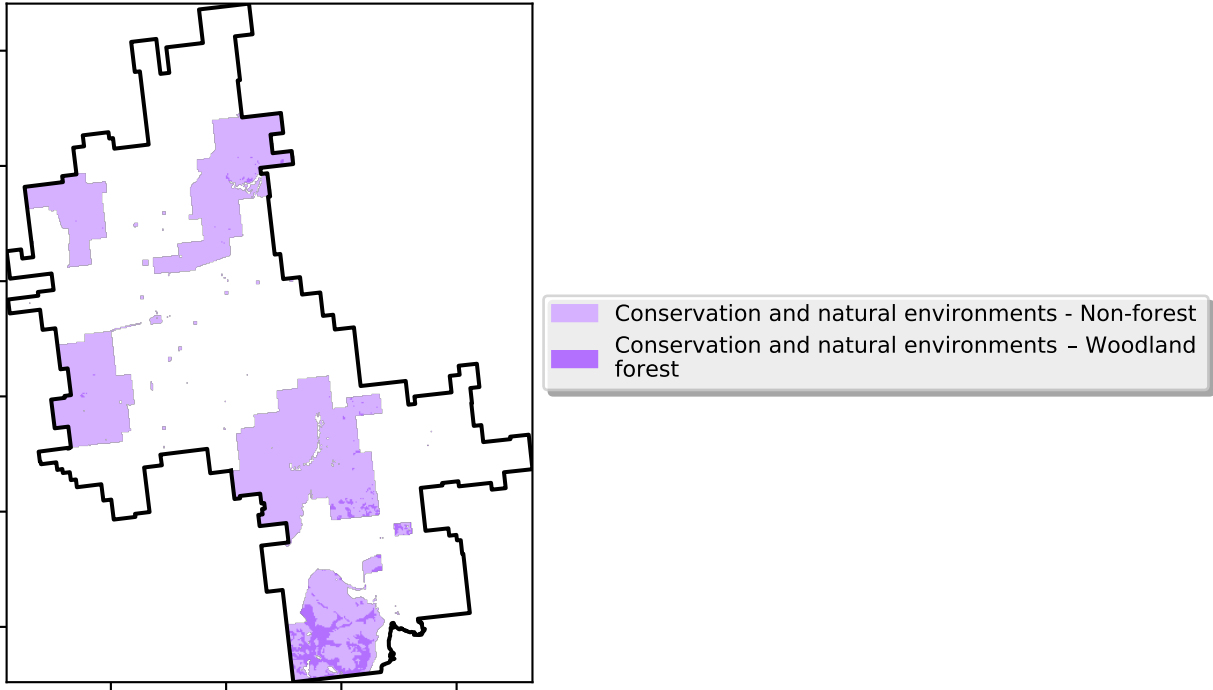 Conservation and natural environments - Non-forest
Conservation and natural environments – Woodland
forest